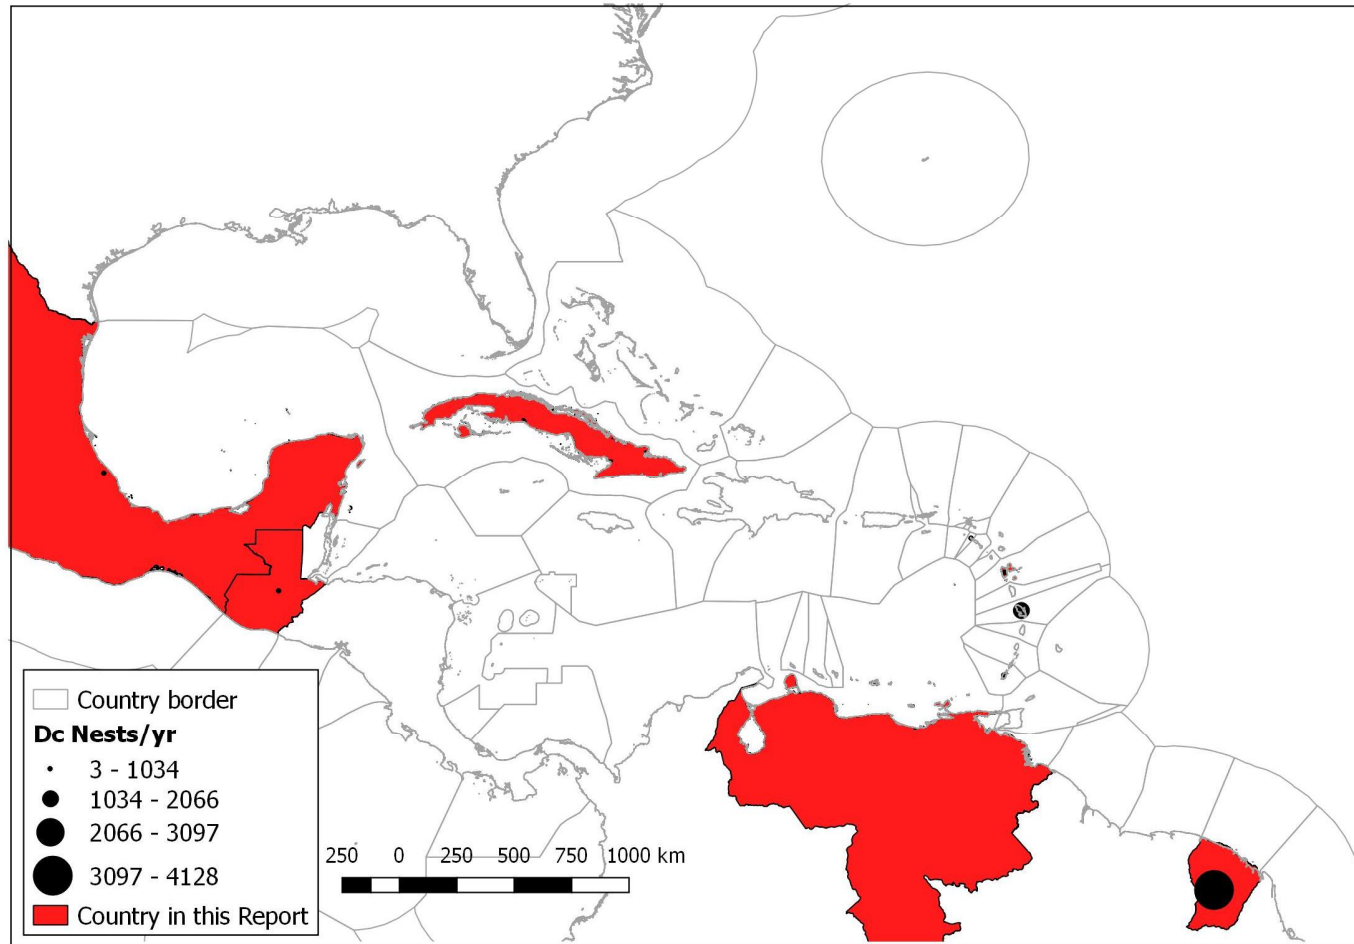 Country border
Dc Nests/yr
3 - 1034
1034 - 2066
2066 - 3097
3097 - 4128
Country in this Report
250 0 250 500 750 1000 km